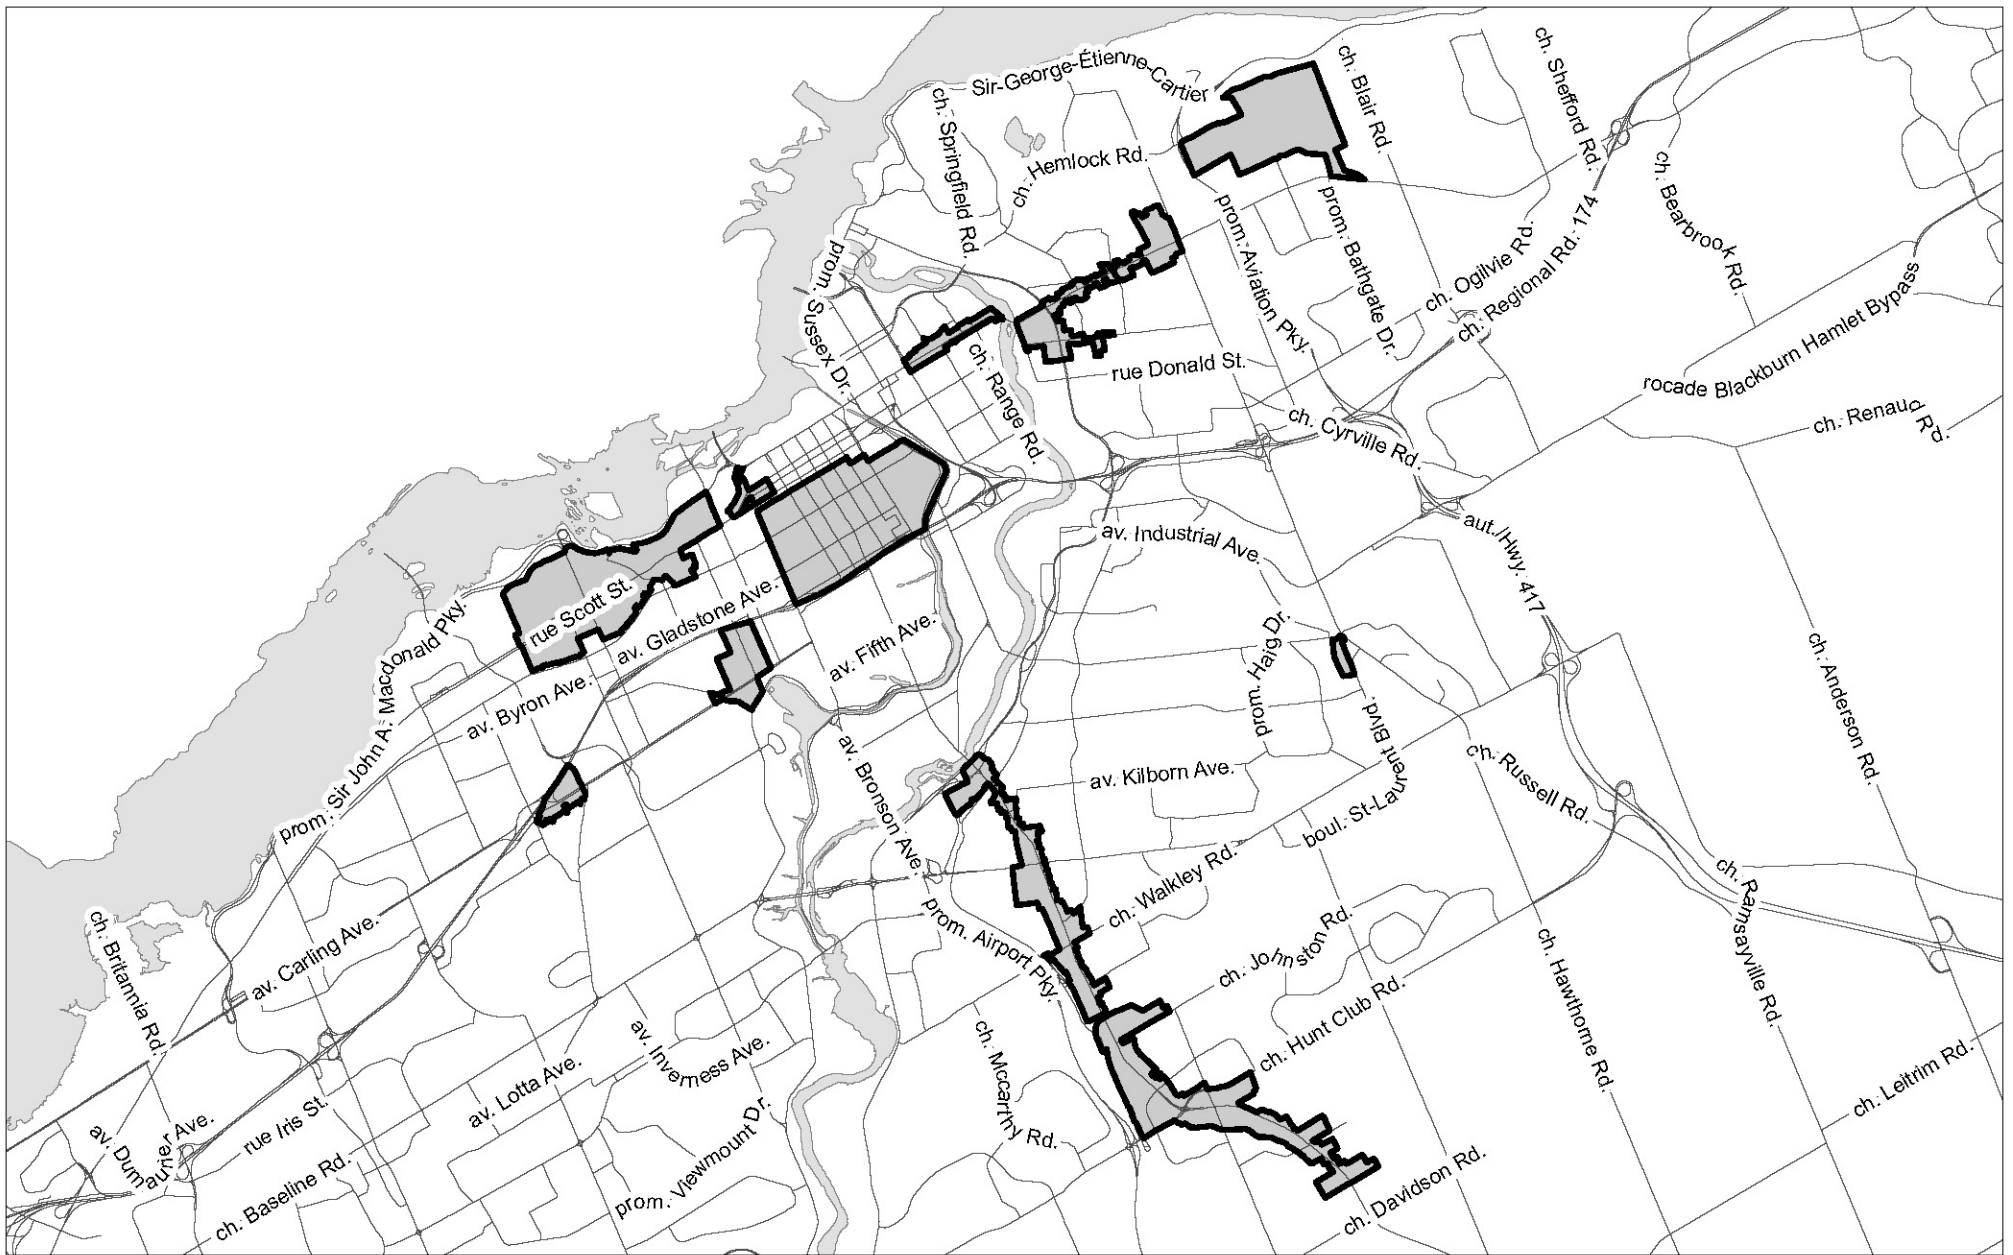 Sir-George-Étienne-Cartier
ch. Blair Rd.
ch. Shefford Rd.
ch. Springfield Rd.
ch. Hemlock Rd.
ch. Bearbrook Rd.
prom. Aviation Pky.
prom. Bathgate Dr.
ch. Ogilvie Rd.
ch. Regional Rd. 174
prom. Sussex Dr.
ch. Range Rd.
rue Donald St.
rocade Blackburn Hamlet Bypass
ch. Renaud Rd.
ch. Cyrville Rd.
av. Industrial Ave.
aut./Hwy. 417
rue Scott St.
av. Gladstone Ave.
av. Fifth Ave.
prom. Haig Dr.
ch. Anderson Rd.
prom. Sir John A. Macdonald Pky.
av. Byron Ave.
av. Bronson Ave.
av. Kilborn Ave.
boul. St-Laurent Blvd.
ch. Russell Rd.
ch. Walkley Rd.
ch. Ramsayville Rd.
ch. Britannia Rd.
av. Carling Ave.
prom. Airport Pky.
ch. Johnston Rd.
ch. Hunt Club Rd.
ch. Hawthorne Rd.
av. Inverness Ave.
ch. Mccarthy Rd.
ch. Leitrim Rd.
av. Dumaurier Ave.
rue Iris St.
av. Lotta Ave.
ch. Baseline Rd.
prom. Viewmount Dr.
ch. Davidson Rd.